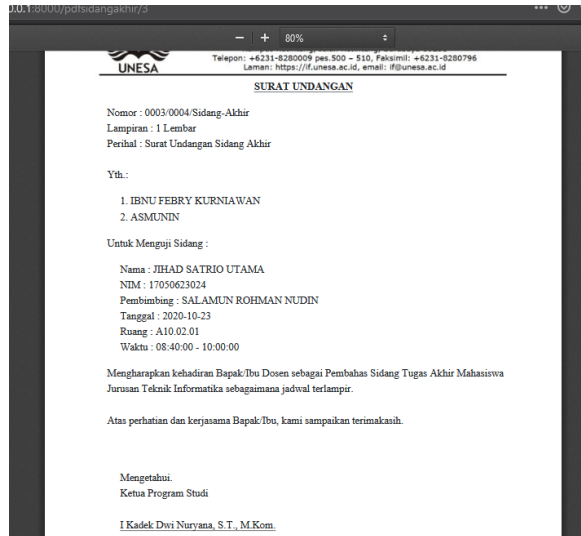 0.0.1:8000/pdfsidangakhir/3
80%
UNESA
Telepon: +6231-8280009 pes.500 – 510, Faksimil: +6231-8280796
Laman: https://if.unesa.ac.id, email: if@unesa.ac.id
SURAT UNDANGAN
Nomor : 0003/0004/Sidang-Akhir
Lampiran : 1 Lembar
Perihal : Surat Undangan Sidang Akhir
Yth.:
1. IBNU FEBRY KURNIAWAN
2. ASMUNIN
Untuk Menguji Sidang :
Nama : JIHAD SATRIO UTAMA
NIM : 17050623024
Pembimbing : SALAMUN ROHMAN NUDIN
Tanggal : 2020-10-23
Ruang : A10.02.01
Waktu : 08:40:00 - 10:00:00
Mengharapkan kehadiran Bapak/Ibu Dosen sebagai Pembahas Sidang Tugas Akhir Mahasiswa
Jurusan Teknik Informatika sebagaimana jadwal terlampir.
Atas perhatian dan kerjasama Bapak/Ibu, kami sampaikan terimakasih.
Mengetahui.
Ketua Program Studi
I Kadek Dwi Nuryana, S.T., M.Kom.